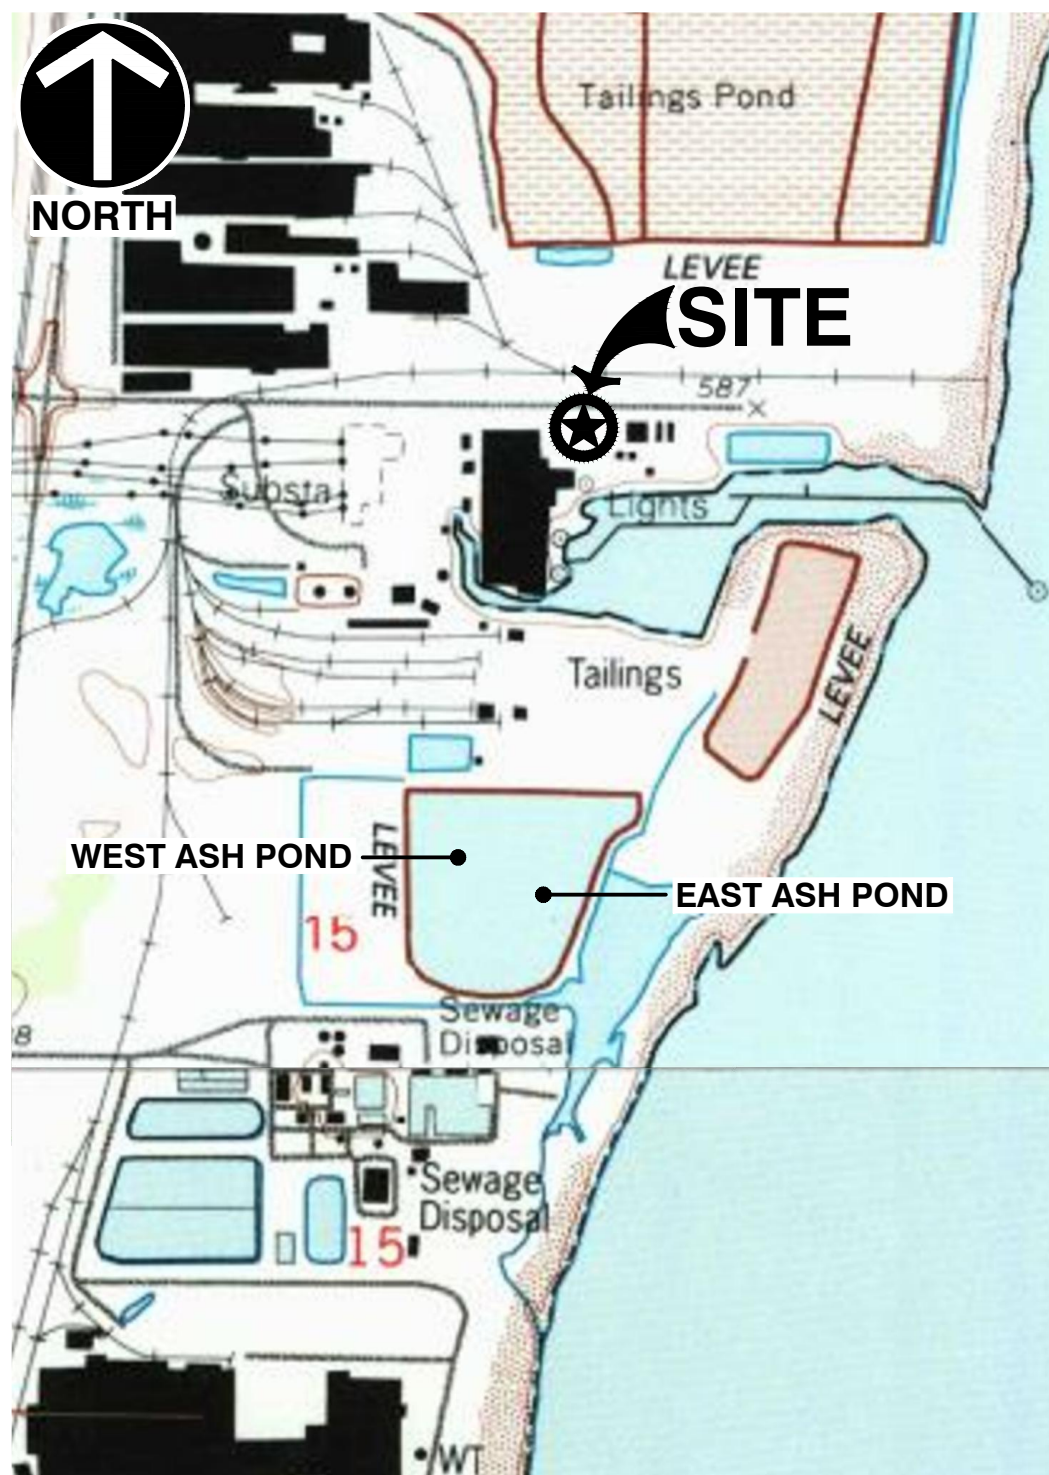 Tailings Pond
NORTH
LEVEE
SITE
587
Substa
Lights
Tailings
LEVEE
LEVEE
WEST ASH POND
EAST ASH POND
15
Sewage
Disposal
8
Sewage
Disposal
15
WT